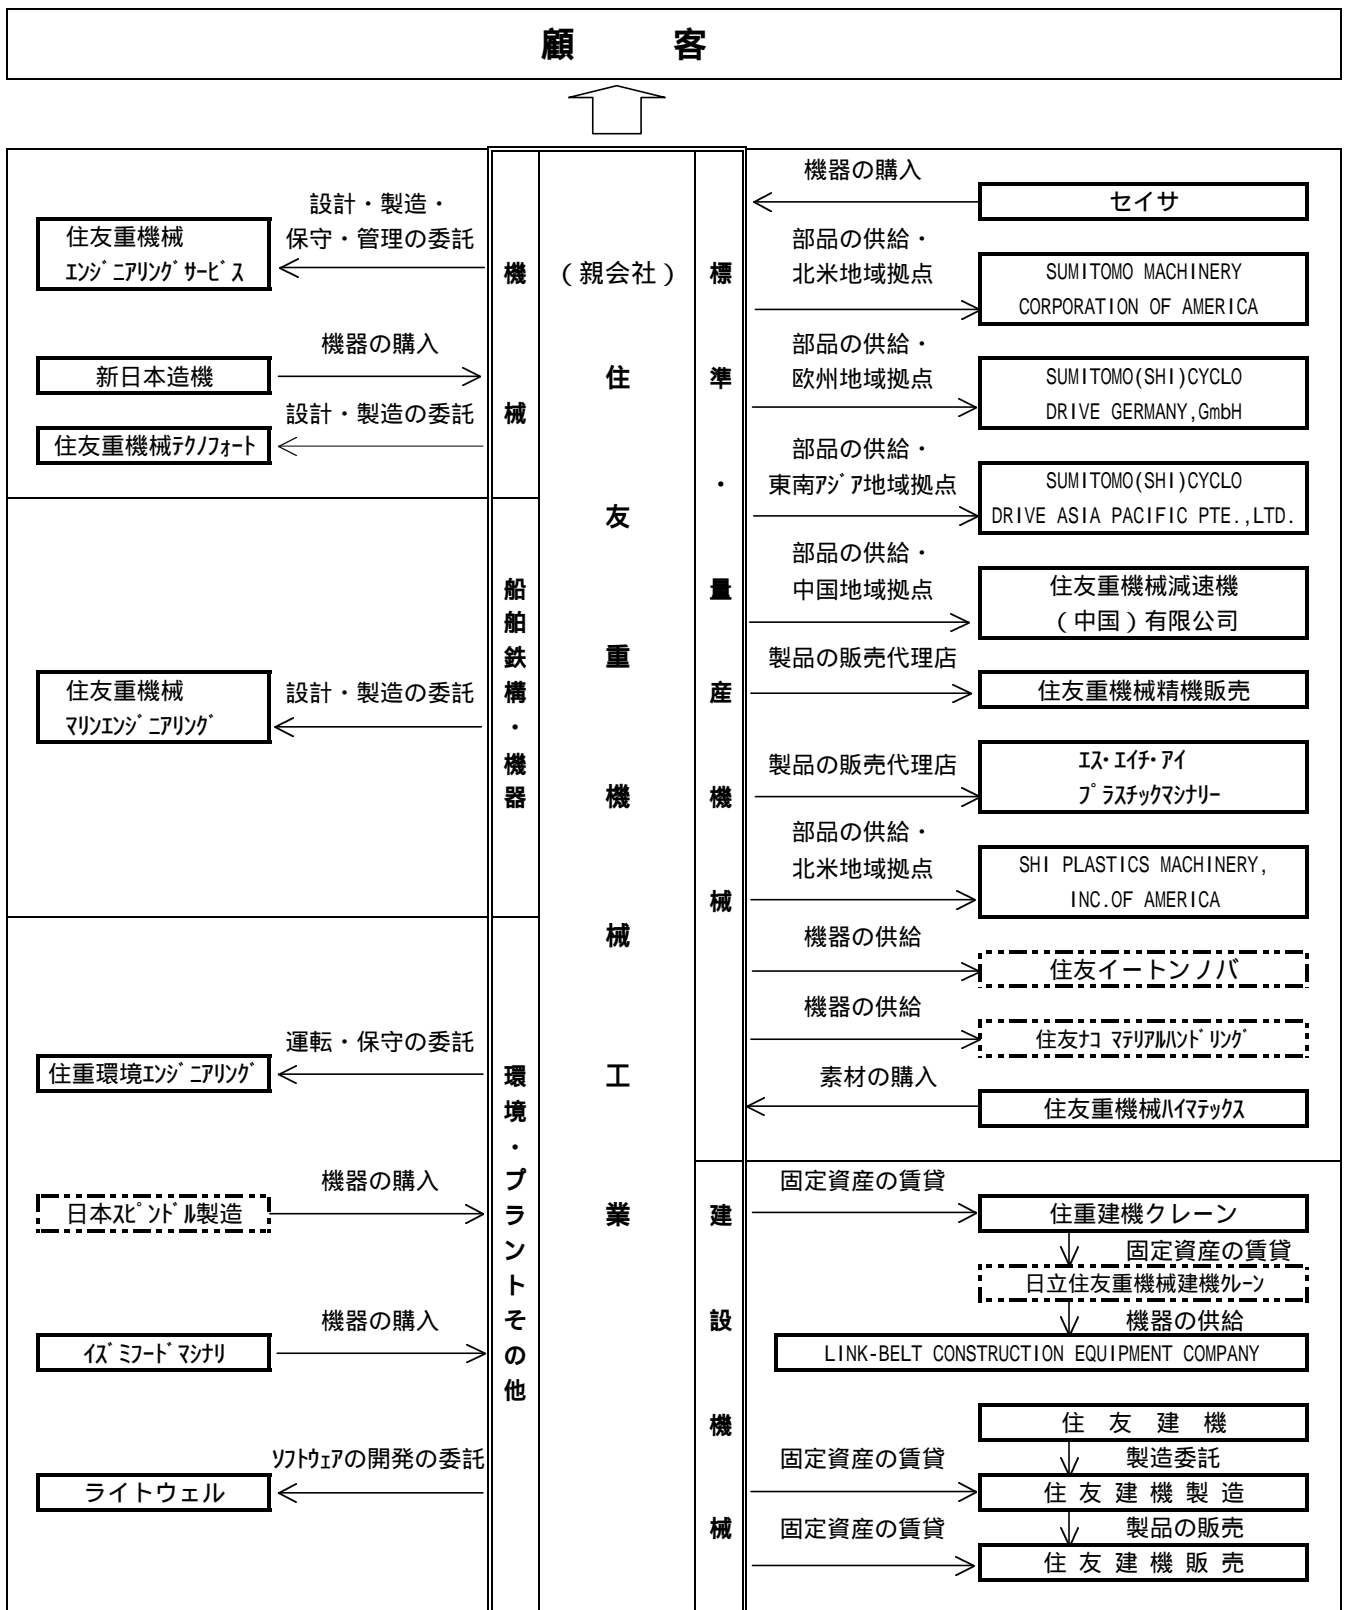 顧　　客
設計・製造・
保守・管理の委託
住友重機械
ｴﾝｼﾞﾆｱﾘﾝｸﾞｻｰﾋﾞｽ
機器の購入
新日本造機
設計・製造の委託
住友重機械ﾃｸﾉﾌｫｰﾄ
機械
住友重機械
ﾏﾘﾝｴﾝｼﾞﾆｱﾘﾝｸﾞ
設計・製造の委託
船舶鉄構・機器
運転・保守の委託
住重環境ｴﾝｼﾞﾆｱﾘﾝｸﾞ
機器の購入
日本ｽﾋﾟﾝﾄﾞﾙ製造
機器の購入
ｲｽﾞﾐﾌｰﾄﾞﾏｼﾅﾘ
ｿﾌﾄｳｪｱの開発の委託
ライトウェル
環境・プラントその他
（親会社）
住友重機械工業
標準・量産機械
機器の購入
セイサ
部品の供給・
北米地域拠点
SUMITOMO MACHINERY
CORPORATION OF AMERICA
部品の供給・
欧州地域拠点
SUMITOMO(SHI)CYCLO
DRIVE GERMANY,GmbH
部品の供給・
東南ｱｼﾞｱ地域拠点
SUMITOMO(SHI)CYCLO
DRIVE ASIA PACIFIC PTE.,LTD.
部品の供給・
中国地域拠点
住友重機械減速機
（中国）有限公司
製品の販売代理店
住友重機械精機販売
製品の販売代理店
ｴｽ･ｴｲﾁ･ｱｲ
ﾌﾟﾗｽﾁｯｸﾏｼﾅﾘｰ
部品の供給・
北米地域拠点
SHI PLASTICS MACHINERY,
INC.OF AMERICA
機器の供給
住友イートンノバ
機器の供給
住友ﾅｺ ﾏﾃﾘｱﾙﾊﾝﾄﾞﾘﾝｸﾞ
素材の購入
住友重機械ﾊｲﾏﾃｯｸｽ
建設機械
固定資産の賃貸
住重建機クレーン
固定資産の賃貸
日立住友重機械建機ｸﾚｰﾝ
機器の供給
LINK-BELT CONSTRUCTION EQUIPMENT COMPANY
住友建機
製造委託
固定資産の賃貸
住友建機製造
製品の販売
固定資産の賃貸
住友建機販売